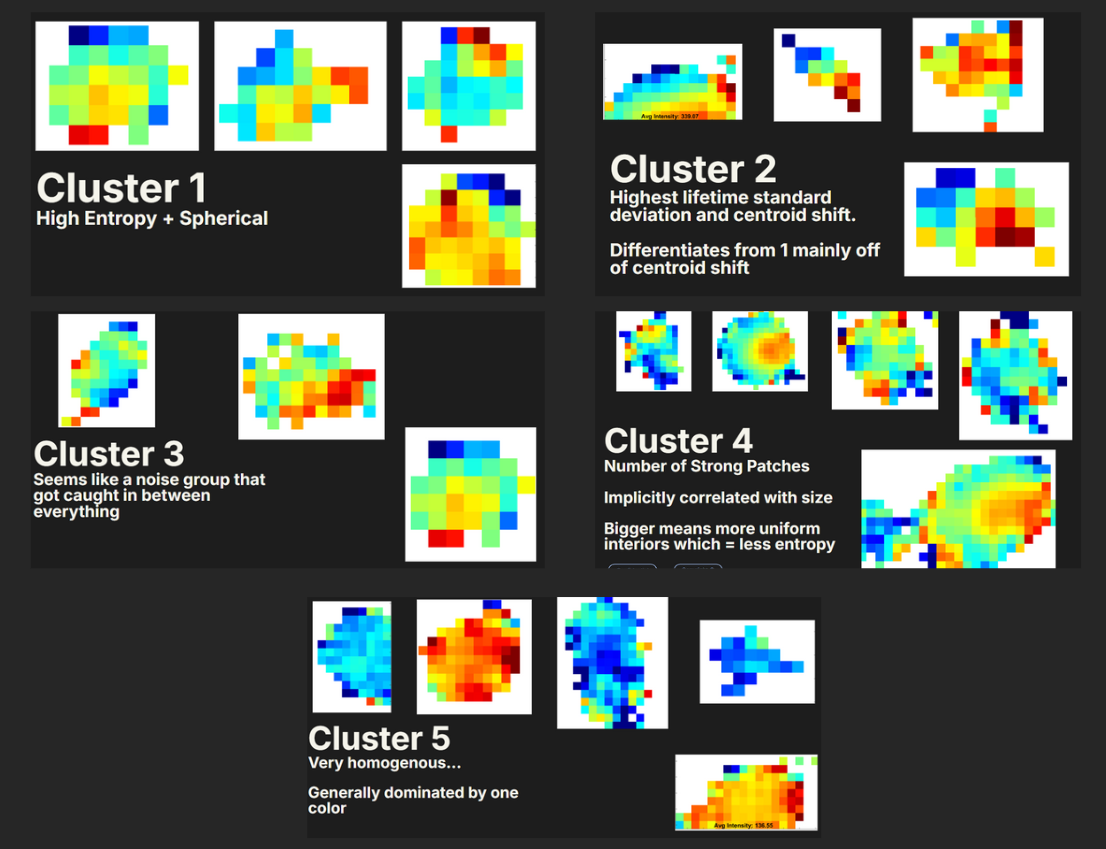 Cluster 1
High Entropy + Spherical
Avg Intensity: 339.07
Cluster 2
Highest lifetime standard
deviation and centroid shift.
Differentiates from 1 mainly off
of centroid shift
Cluster 3
Seems like a noise group that
got caught in between
everything
Cluster 4
Number of Strong Patches
Implicitly correlated with size
Bigger means more uniform
interiors which = less entropy
Cluster 5
Very homogenous...
Generally dominated by one
color
Avg Intensity: 136.55